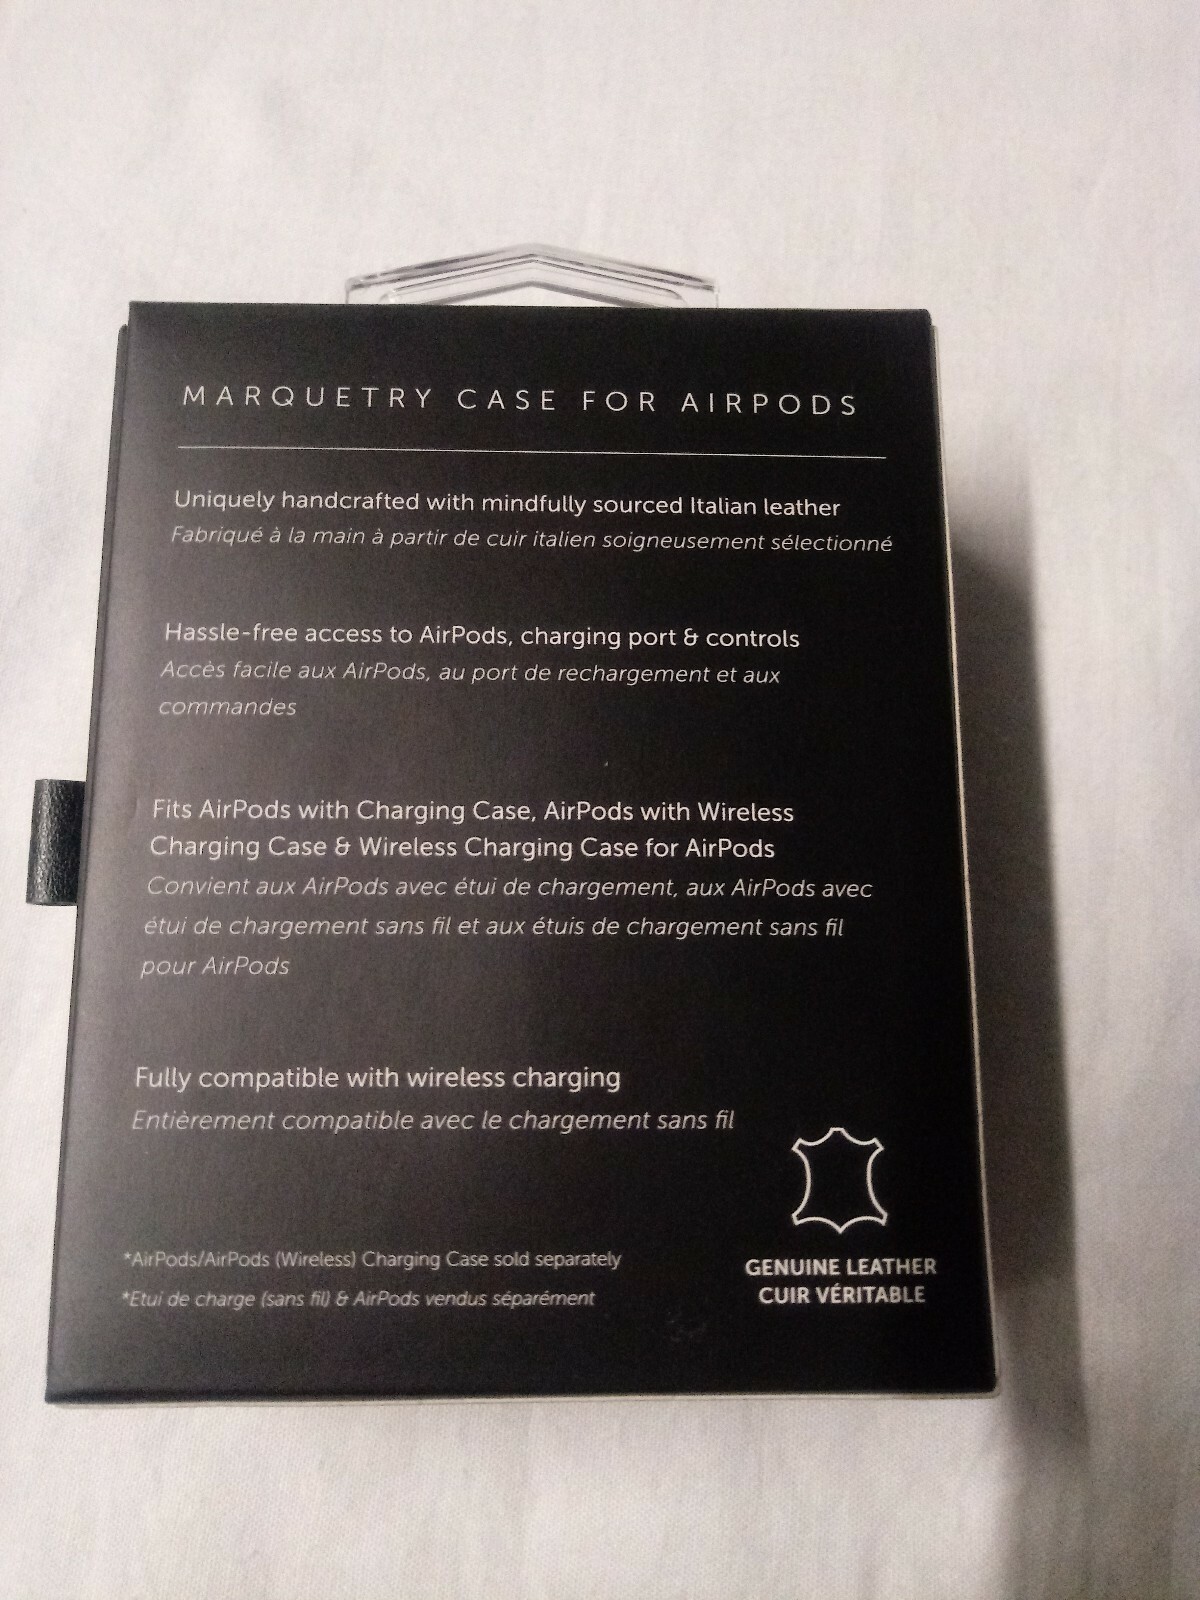 MARQUETRY CASE FOR AIRPODS
Uniquely handcrafted with mindfully sourced Italian leather
Fabriqué à la main à partir de cuir italien soigneusement sélectionné
Hassle-free access to AirPods, charging port & controls
Accès facile aux AirPods, au port de rechargement et aux
commandes
Fits AirPods with Charging Case, AirPods with Wireless
Charging Case & Wireless Charging Case for AirPods
Convient aux AirPods avec étui de chargement, aux AirPods avec
étui de chargement sans fil et aux étuis de chargement sans fil
pour AirPods
Fully compatible with wireless charging
Entièrement compatible avec le chargement sans fil
*AirPods/AirPods (Wireless) Charging Case sold separately
*Etui de charge (sans fil) & AirPods vendus séparément
GENUINE LEATHER
CUIR VÉRITABLE